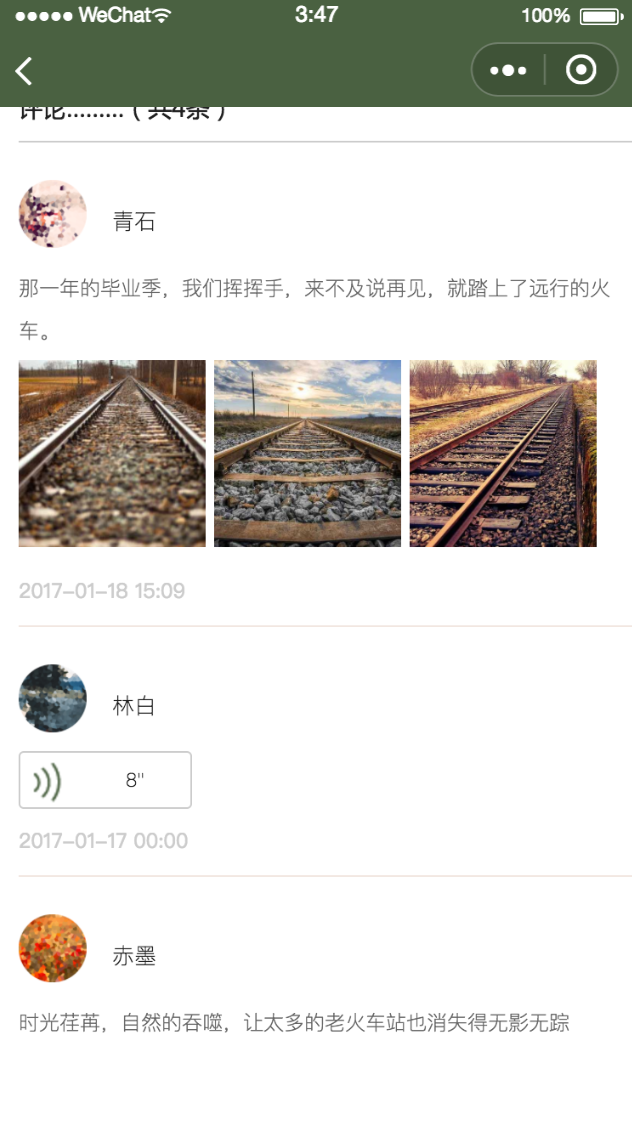 ●●●●● WeChat 3:47 100%
评论.........（共4条）
青石
那一年的毕业季，我们挥挥手，来不及说再见，就踏上了远行的火
车。
2017-01-18 15:09
林白
8''
2017-01-17 00:00
赤墨
时光荏苒，自然的吞噬，让太多的老火车站也消失得无影无踪